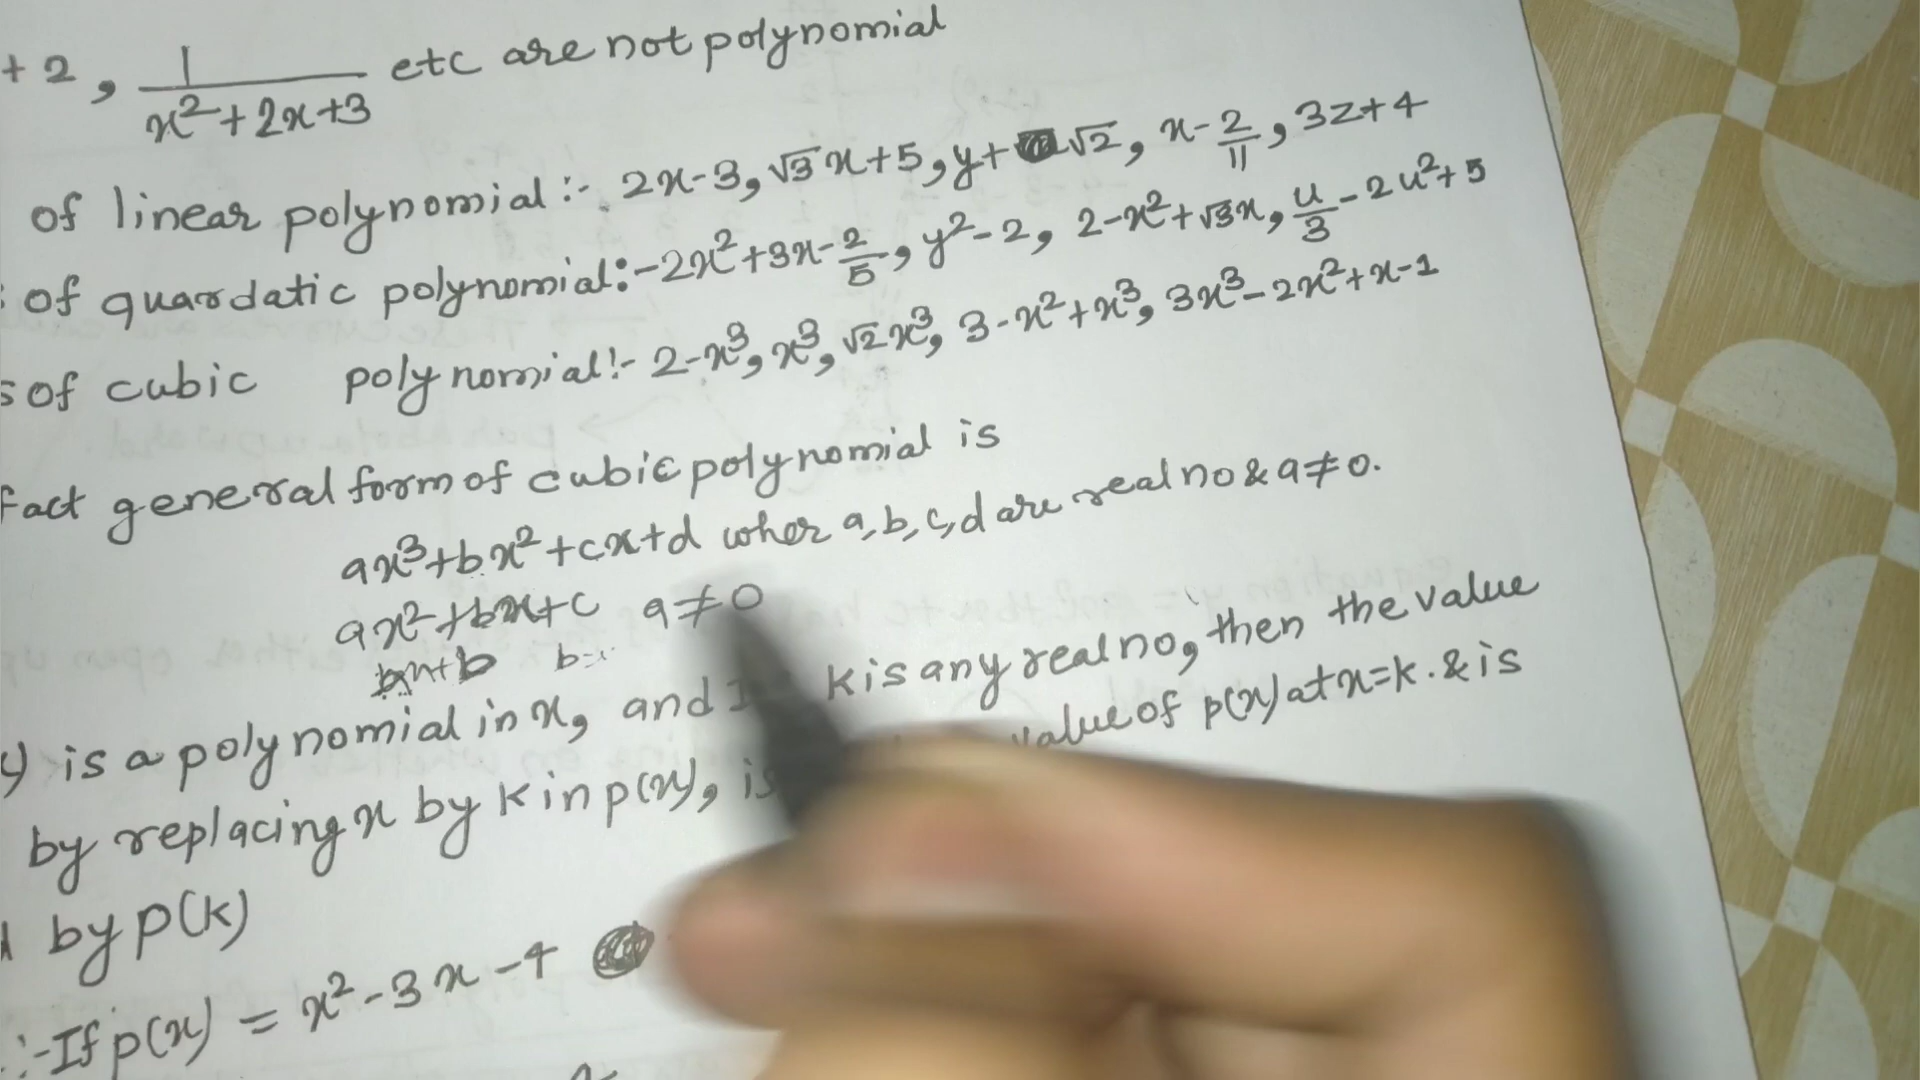 +2, 1/(x²+2x+3) etc are not polynomial
of linear polynomial :- 2x-3, √3x+5, y+√2, x-2/11, 3z+4
of quardatic polynomial:- 2x²+3x-2/5, y²-2, 2-x²+√3x, u/3-2u²+5
s of cubic polynomial:- 2-x³, x³, √2x³, 3-x²+x³, 3x³-2x²+x-1
Fact general form of cubic polynomial is
ax³+bx²+cx+d wher a,b,c,d are real no & a≠0.
ax²+bx+c a≠0
+b b=
is a polynomial in x, and k is any real no, then the value
by replacing x by k in p(x), is value of p(x) at x=k. & is
by p(k)
:-If p(x) = x²-3x-4